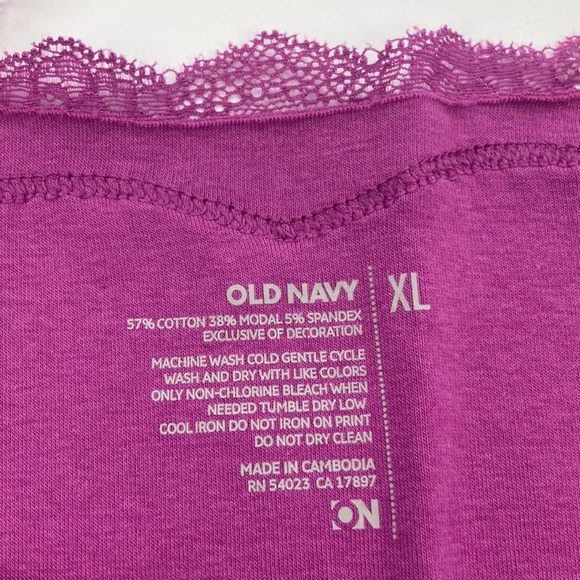 OLD NAVY
XL
57% COTTON 38% MODAL 5% SPANDEX
EXCLUSIVE OF DECORATION
MACHINE WASH COLD GENTLE CYCLE
WASH AND DRY WITH LIKE COLORS
ONLY NON-CHLORINE BLEACH WHEN
NEEDED TUMBLE DRY LOW
COOL IRON DO NOT IRON ON PRINT
DO NOT DRY CLEAN
MADE IN CAMBODIA
RN 54023 CA 17897
ON